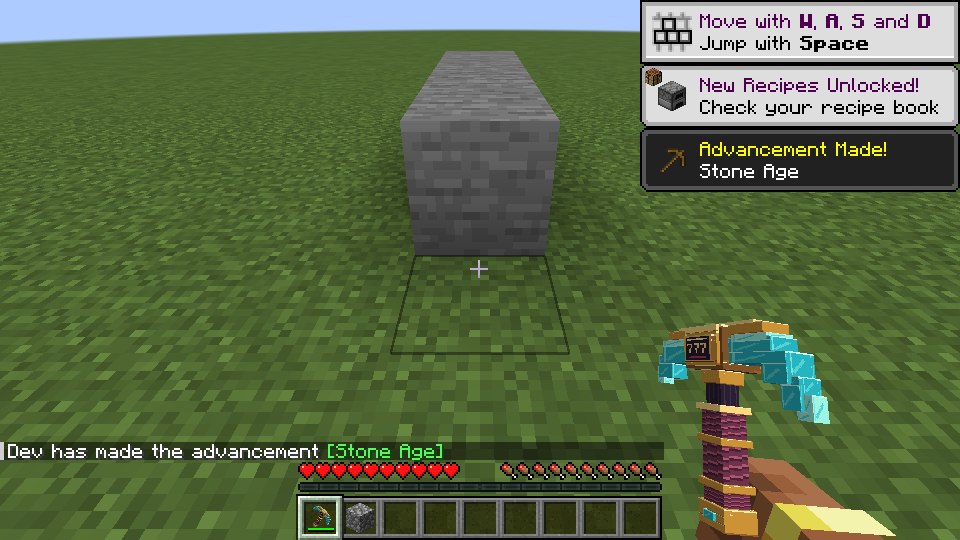 Move with W, A, S and D
Jump with Space
New Recipes Unlocked!
Check your recipe book
Advancement Made!
Stone Age
777
Dev has made the advancement [Stone Age]